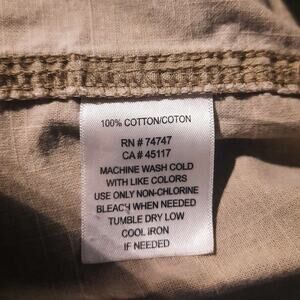 100% COTTON/COTON
RN # 74747
CA # 45117
MACHINE WASH COLD
WITH LIKE COLORS
USE ONLY NON-CHLORINE
BLEACH WHEN NEEDED
TUMBLE DRY LOW
COOL IRON
IF NEEDED